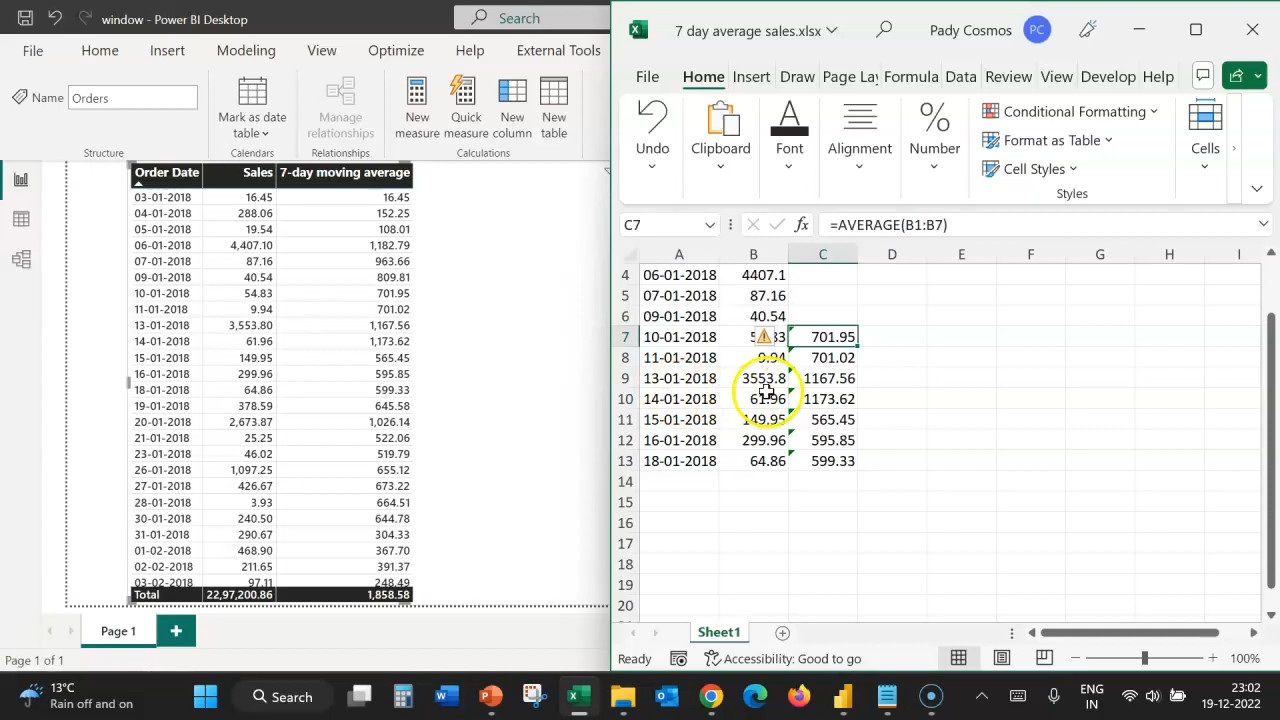 window - Power BI Desktop
Search
File Home Insert Modeling View Optimize Help External Tools
Name Orders
Mark as date table
Manage relationships
New measure
Quick measure
New column
New table
Structure Calendars Relationships Calculations
Order Date Sales 7-day moving average
03-01-2018 16.45 16.45
04-01-2018 288.06 152.25
05-01-2018 19.54 108.01
06-01-2018 4,407.10 1,182.79
07-01-2018 87.16 963.66
09-01-2018 40.54 809.81
10-01-2018 54.83 701.95
11-01-2018 9.94 701.02
13-01-2018 3,553.80 1,167.56
14-01-2018 61.96 1,173.62
15-01-2018 149.95 565.45
16-01-2018 299.96 595.85
18-01-2018 64.86 599.33
19-01-2018 378.59 645.58
20-01-2018 2,673.87 1,026.14
21-01-2018 25.25 522.06
23-01-2018 46.02 519.79
26-01-2018 1,097.25 655.12
27-01-2018 426.67 673.22
28-01-2018 3.93 664.51
30-01-2018 240.50 644.78
31-01-2018 290.67 304.33
01-02-2018 468.90 367.70
02-02-2018 211.65 391.37
03-02-2018 97.11 248.49
Total 22,97,200.86 1,858.58
Page 1
Page 1 of 1
7 day average sales.xlsx
Pady Cosmos PC
File Home Insert Draw Page Lay Formula Data Review View Develop Help
Undo
Clipboard
Font
Alignment
Number
Conditional Formatting
Format as Table
Cell Styles
Styles
Cells
C7 fx =AVERAGE(B1:B7)
A B C D E F G H I
4 06-01-2018 4407.1
5 07-01-2018 87.16
6 09-01-2018 40.54
7 10-01-2018 701.95
8 11-01-2018 9.94 701.02
9 13-01-2018 3553.8 1167.56
10 14-01-2018 61.96 1173.62
11 15-01-2018 149.95 565.45
12 16-01-2018 299.96 595.85
13 18-01-2018 64.86 599.33
14
15
16
17
18
19
20
Sheet1
Ready Accessibility: Good to go 100%
13°C
Rain off and on
Search
ENG
IN
23:02
19-12-2022